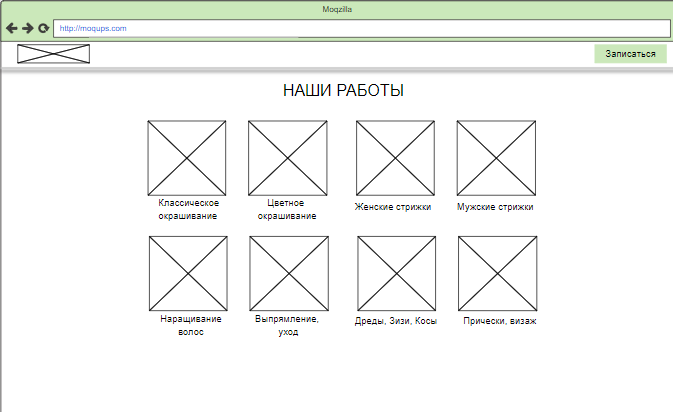 Moqzilla
http://moqups.com
Записаться
НАШИ РАБОТЫ
Классическое
окрашивание
Цветное
окрашивание
Женские стрижки
Мужские стрижки
Наращивание
волос
Выпрямление,
уход
Дреды, Зизи, Косы
Прически, визаж